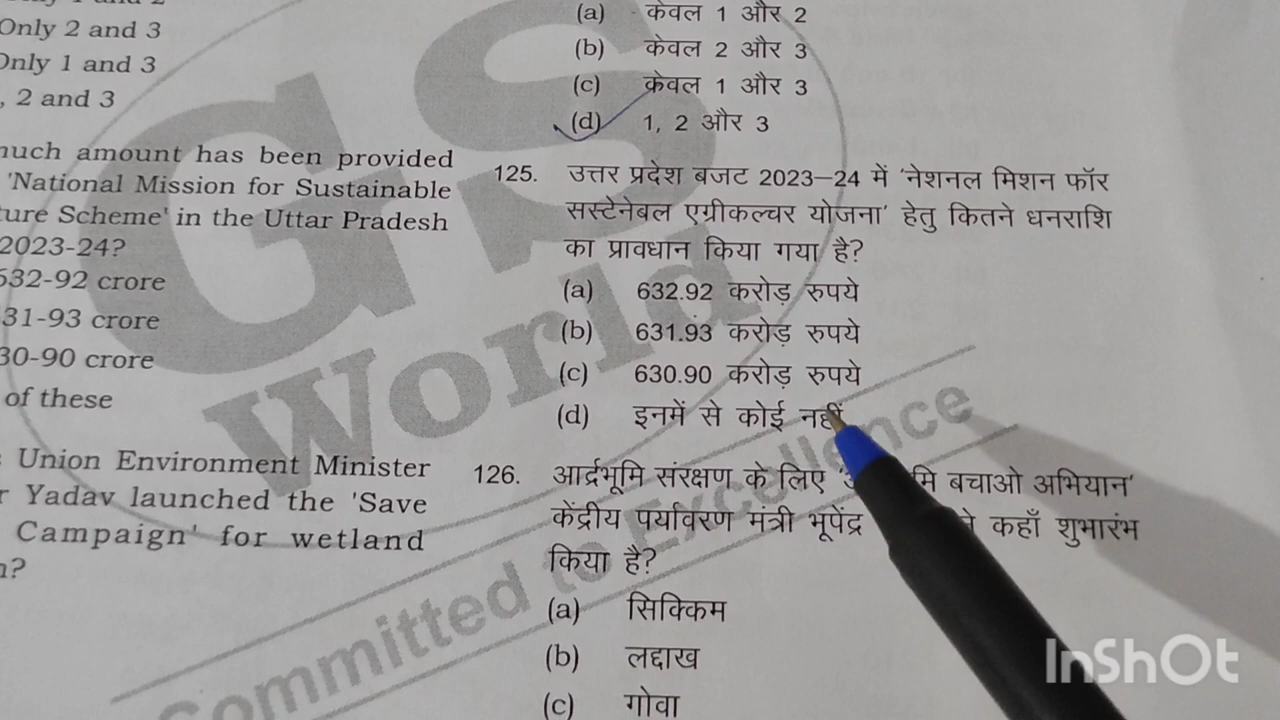 Only 2 and 3
Only 1 and 3
, 2 and 3
much amount has been provided
'National Mission for Sustainable
ture Scheme' in the Uttar Pradesh
2023-24?
632-92 crore
31-93 crore
30-90 crore
of these
Union Environment Minister
r Yadav launched the 'Save
Campaign' for wetland
n?
(a) केवल 1 और 2
(b) केवल 2 और 3
(c) केवल 1 और 3
(d) 1, 2 और 3
125. उत्तर प्रदेश बजट 2023–24 में 'नेशनल मिशन फॉर
सस्टेनेबल एग्रीकल्चर योजना' हेतु कितने धनराशि
का प्रावधान किया गया है?
(a) 632.92 करोड़ रुपये
(b) 631.93 करोड़ रुपये
(c) 630.90 करोड़ रुपये
(d) इनमें से कोई नहीं
126. आर्द्रभूमि संरक्षण के लिए मि बचाओ अभियान'
केंद्रीय पर्यावरण मंत्री भूपेंद्र ने कहाँ शुभारंभ
किया है?
(a) सिक्किम
(b) लद्दाख
(c) गोवा
GS
World
Committed to Excellence
InShOt